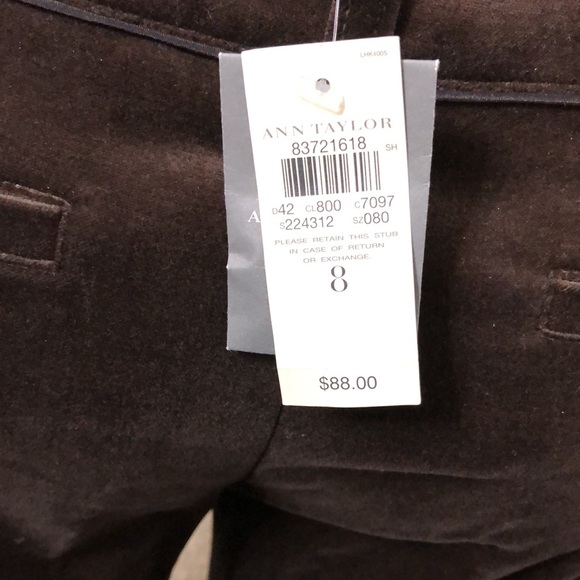 LHK4005
ANN TAYLOR
83721618 SH
D42 CL800 C7097
S224312 SZ080
PLEASE RETAIN THIS STUB
IN CASE OF RETURN
OR EXCHANGE.
8
$88.00